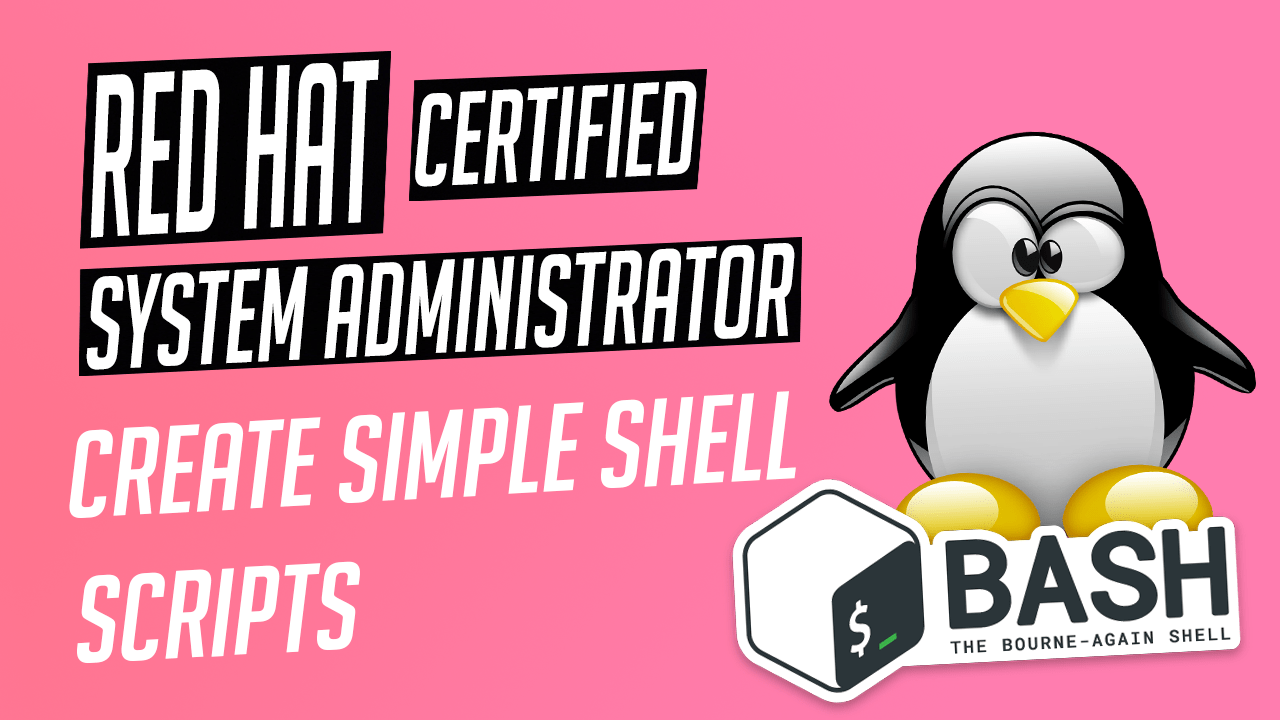 RED HAT CERTIFIED
SYSTEM ADMINISTRATOR
CREATE SIMPLE SHELL
SCRIPTS
$_
BASH
THE BOURNE-AGAIN SHELL